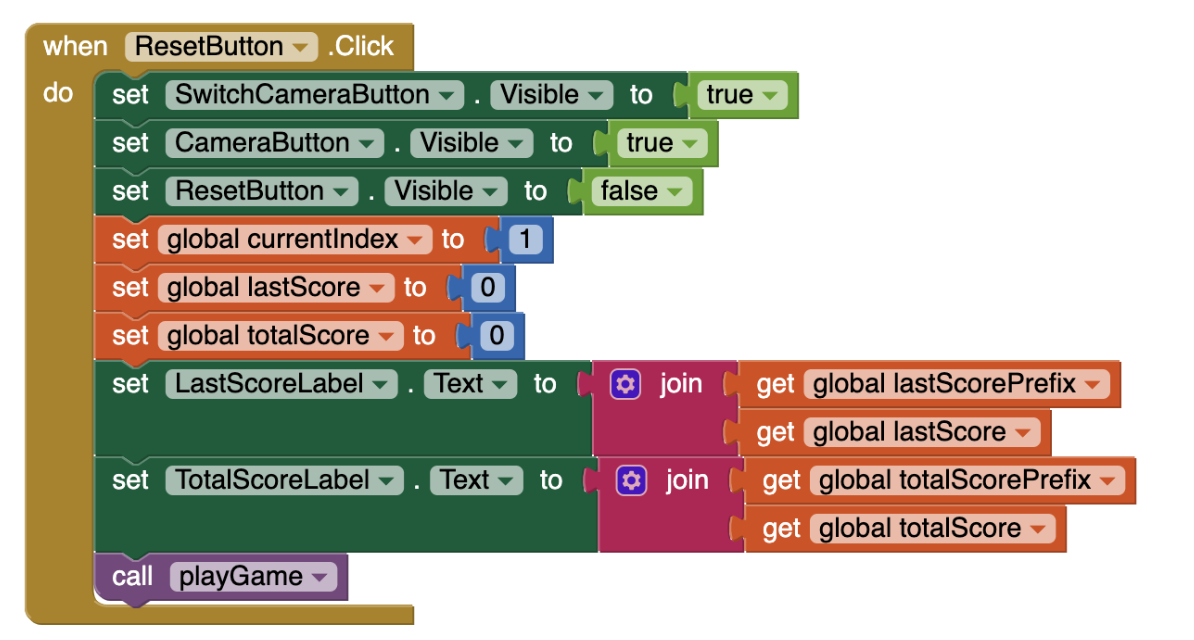 when ResetButton .Click
do set SwitchCameraButton . Visible to true
set CameraButton . Visible to true
set ResetButton . Visible to false
set global currentIndex to 1
set global lastScore to 0
set global totalScore to 0
set LastScoreLabel . Text to join get global lastScorePrefix
get global lastScore
set TotalScoreLabel . Text to join get global totalScorePrefix
get global totalScore
call playGame